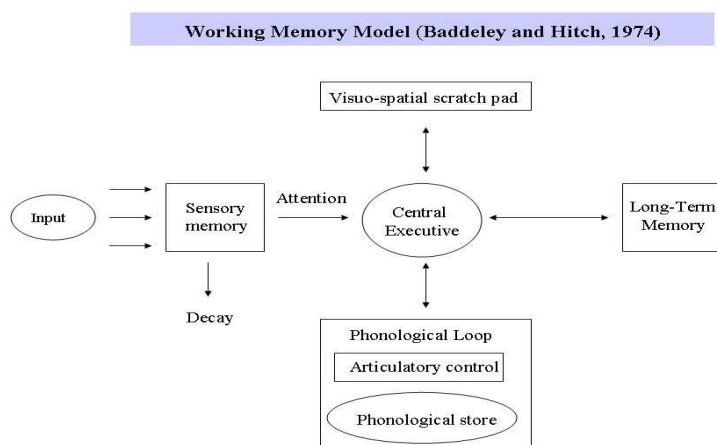 Working Memory Model (Baddeley and Hitch, 1974)
Visuo-spatial scratch pad
Input
Sensory
memory
Attention
Central
Executive
Long-Term
Memory
Decay
Phonological Loop
Articulatory control
Phonological store